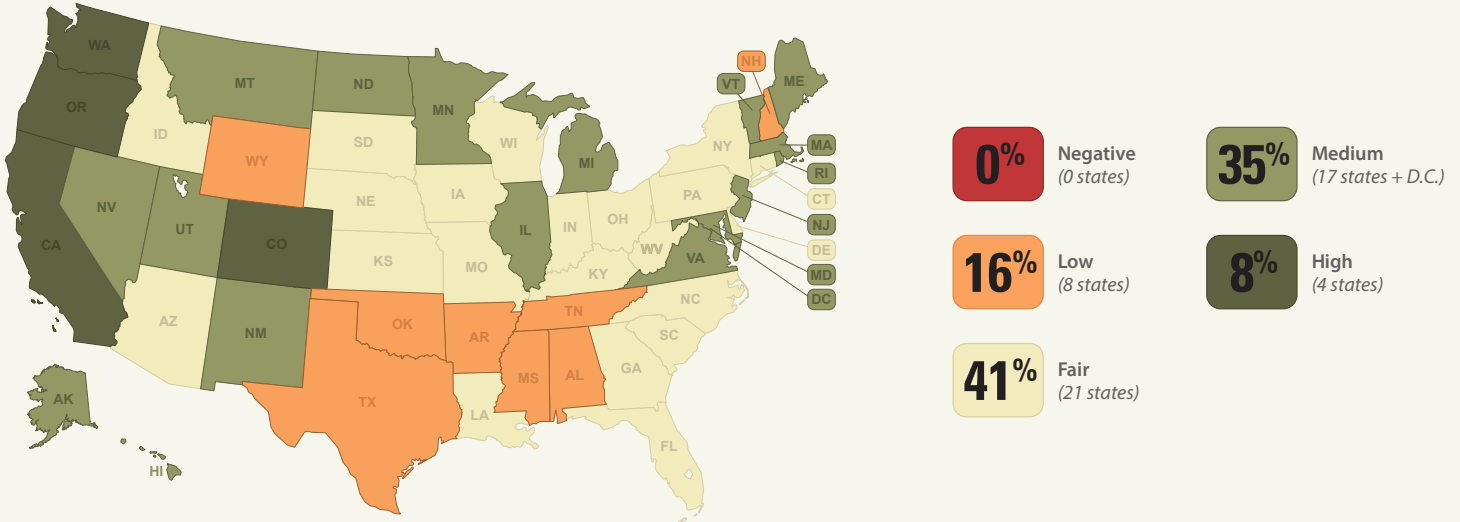 WA
OR
CA
NV
ID
MT
WY
UT
CO
AZ
NM
ND
SD
NE
KS
OK
TX
MN
IA
MO
AR
LA
WI
IL
MI
IN
OH
KY
TN
MS
AL
GA
FL
SC
NC
VA
WV
PA
NY
VT
NH
ME
MA
RI
CT
NJ
DE
MD
DC
AK
HI
0%
Negative
(0 states)
16%
Low
(8 states)
41%
Fair
(21 states)
35%
Medium
(17 states + D.C.)
8%
High
(4 states)